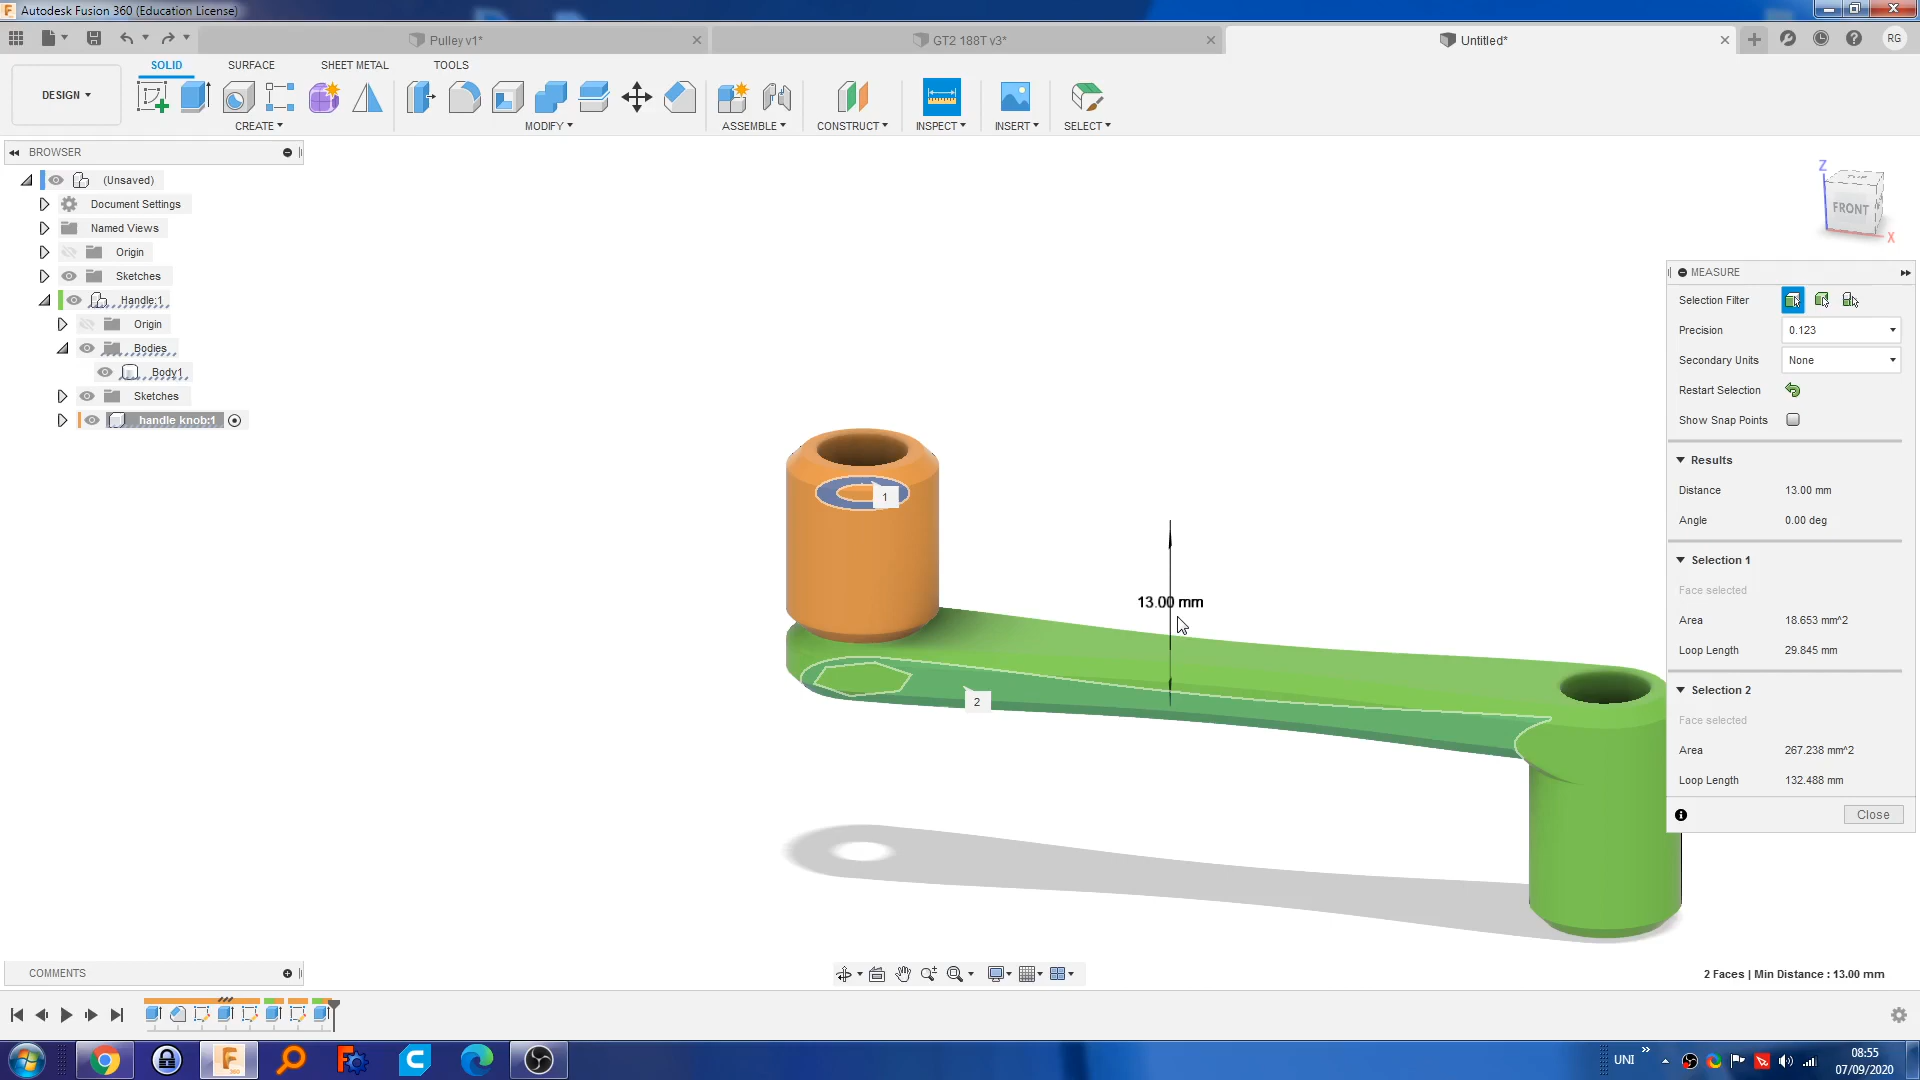 Autodesk Fusion 360 (Education License)
Pulley v1*
GT2 188T v3*
Untitled*
RG
DESIGN
SOLID
SURFACE
SHEET METAL
TOOLS
CREATE
MODIFY
ASSEMBLE
CONSTRUCT
INSPECT
INSERT
SELECT
BROWSER
(Unsaved)
Document Settings
Named Views
Origin
Sketches
Handle:1
Origin
Bodies
Body1
Sketches
handle knob:1
Z
FRONT
X
1
13.00 mm
2
MEASURE
Selection Filter
Precision 0.123
Secondary Units None
Restart Selection
Show Snap Points
Results
Distance 13.00 mm
Angle 0.00 deg
Selection 1
Face selected
Area 18.653 mm^2
Loop Length 29.845 mm
Selection 2
Face selected
Area 267.238 mm^2
Loop Length 132.488 mm
Close
COMMENTS
2 Faces | Min Distance : 13.00 mm
UNI
08:55
07/09/2020